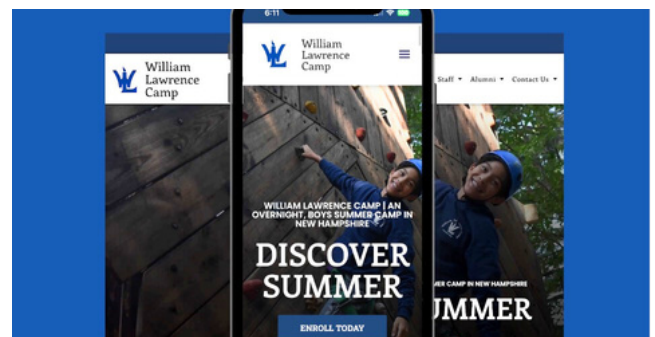 6:11
William
Lawrence
Camp
William
Lawrence
Camp
Staff
Alumni
Contact Us
WILLIAM LAWRENCE CAMP | AN
OVERNIGHT, BOYS SUMMER CAMP IN
NEW HAMPSHIRE
DISCOVER
SUMMER
ENROLL TODAY
CAMP IN NEW HAMPSHIRE
UMMER